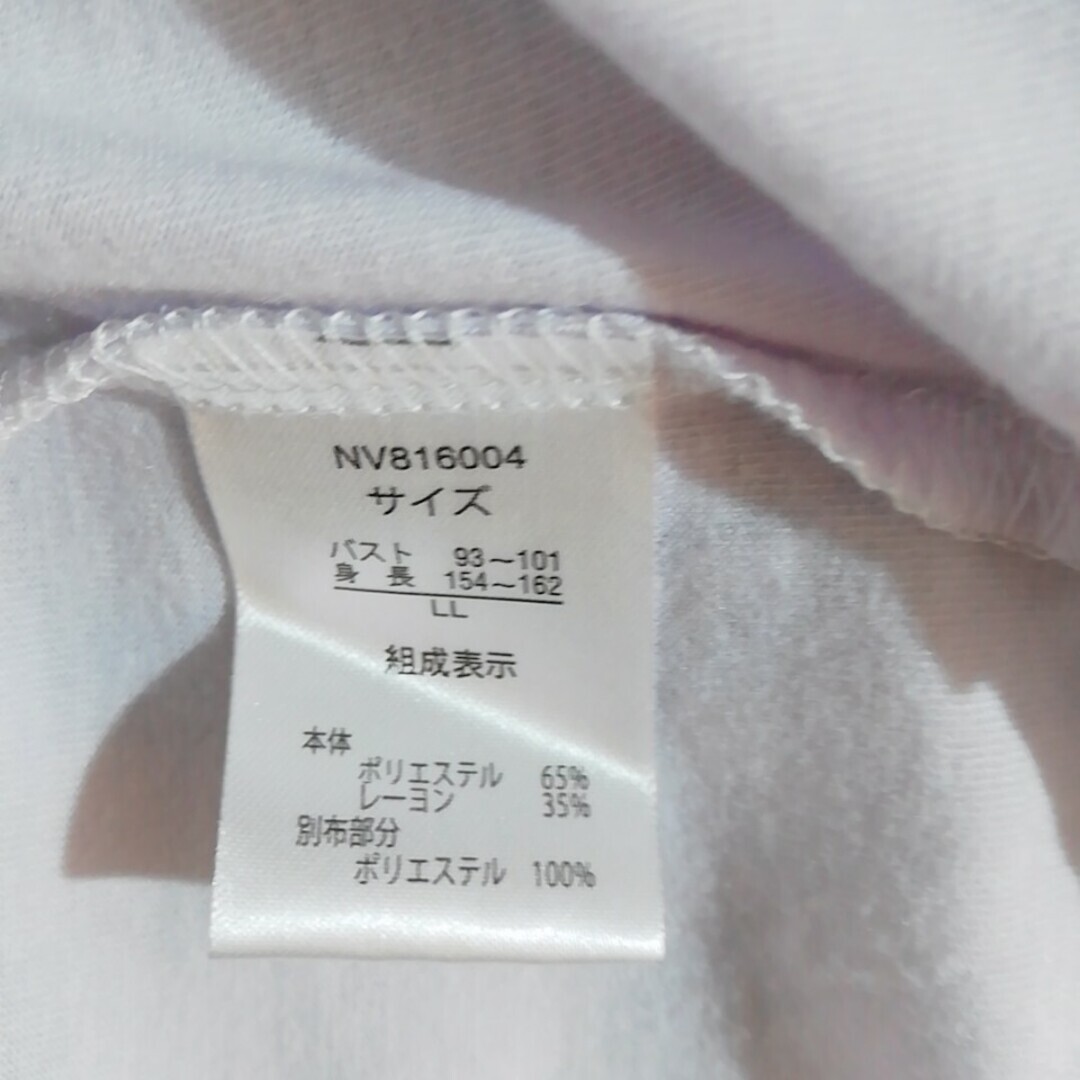 NV816004
サイズ
バスト 93～101
身長 154～162
LL
組成表示
本体
ポリエステル 65%
レーヨン 35%
別布部分
ポリエステル 100%